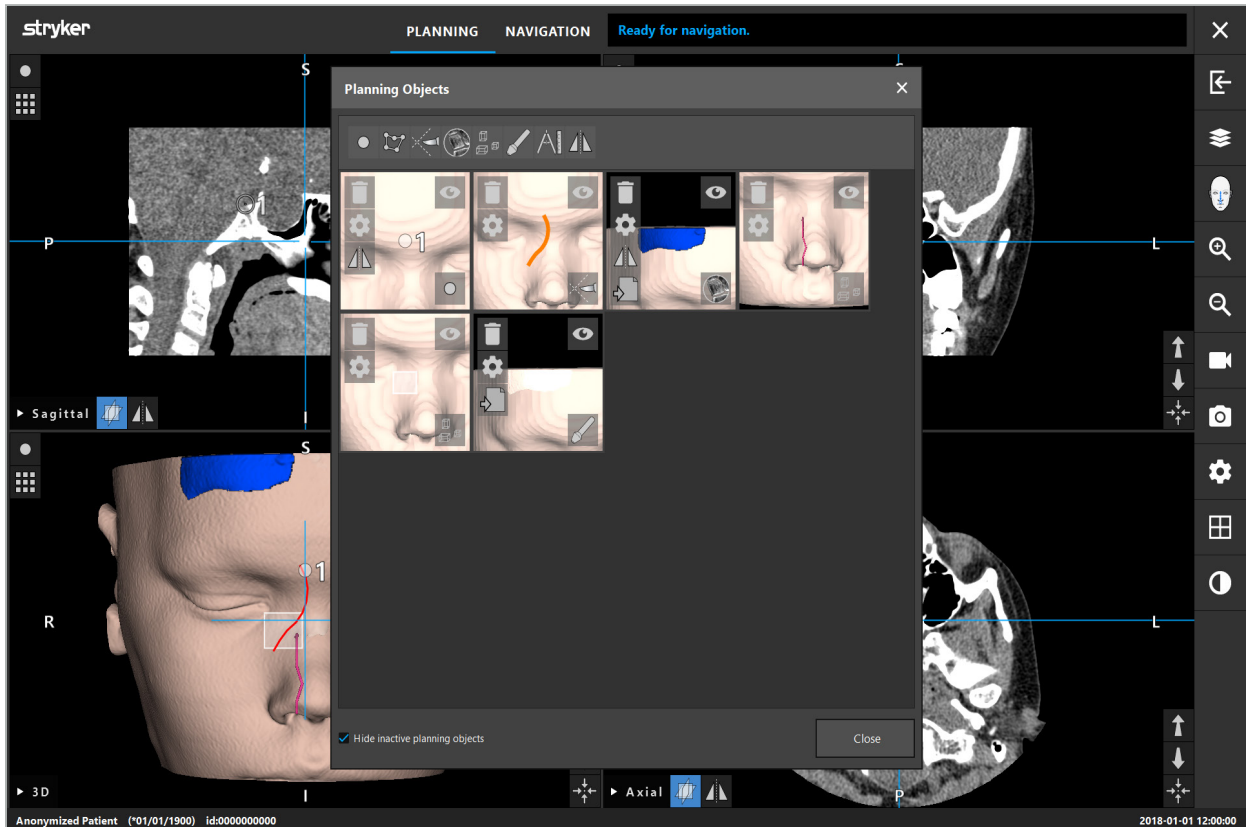 stryker
PLANNING NAVIGATION Ready for navigation.
S
Planning Objects
1
1
P
L
Sagittal
I
S
1
R
L
Hide inactive planning objects
Close
3D
I
Axial
P
Anonymized Patient (*01/01/1900) id:0000000000
2018-01-01 12:00:00